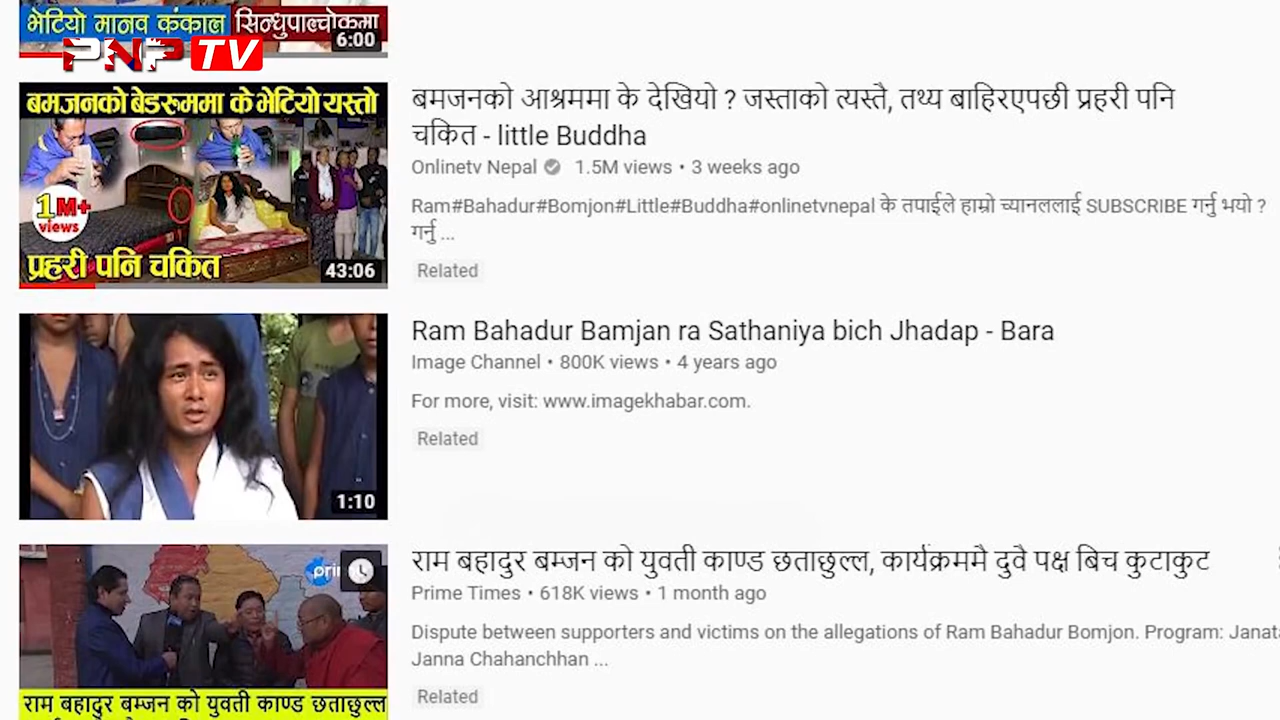 भेटियो मानव कंकाल सिन्धुपाल्चोकमा
6:00
PNP TV
बमजनको बेडरुममा के भेटियो यस्तो
1M+
views
प्रहरी पनि चकित
43:06
बमजनको आश्रममा के देखियो ? जस्ताको त्यस्तै, तथ्य बाहिरएपछी प्रहरी पनि
चकित - little Buddha
Onlinetv Nepal 1.5M views • 3 weeks ago
Ram#Bahadur#Bomjon#Little#Buddha#onlinetvnepal के तपाईले हाम्रो च्यानललाई SUBSCRIBE गर्नु भयो ?
गर्नु ...
Related
1:10
Ram Bahadur Bamjan ra Sathaniya bich Jhadap - Bara
Image Channel • 800K views • 4 years ago
For more, visit: www.imagekhabar.com.
Related
राम बहादुर बम्जन को युवती काण्ड छताछुल्ल
राम बहादुर बम्जन को युवती काण्ड छताछुल्ल, कार्यक्रममै दुवै पक्ष बिच कुटाकुट
Prime Times • 618K views • 1 month ago
Dispute between supporters and victims on the allegations of Ram Bahadur Bomjon. Program: Janata
Janna Chahanchhan ...
Related